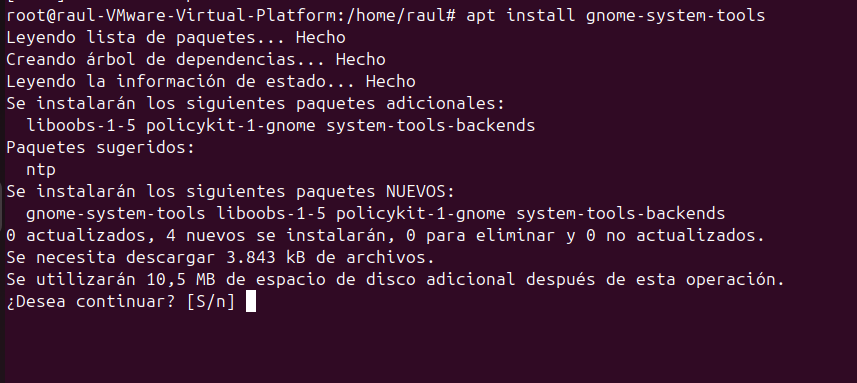 root@raul-VMware-Virtual-Platform:/home/raul# apt install gnome-system-tools
Leyendo lista de paquetes... Hecho
Creando árbol de dependencias... Hecho
Leyendo la información de estado... Hecho
Se instalarán los siguientes paquetes adicionales:
  liboobs-1-5 policykit-1-gnome system-tools-backends
Paquetes sugeridos:
  ntp
Se instalarán los siguientes paquetes NUEVOS:
  gnome-system-tools liboobs-1-5 policykit-1-gnome system-tools-backends
0 actualizados, 4 nuevos se instalarán, 0 para eliminar y 0 no actualizados.
Se necesita descargar 3.843 kB de archivos.
Se utilizarán 10,5 MB de espacio de disco adicional después de esta operación.
¿Desea continuar? [S/n]